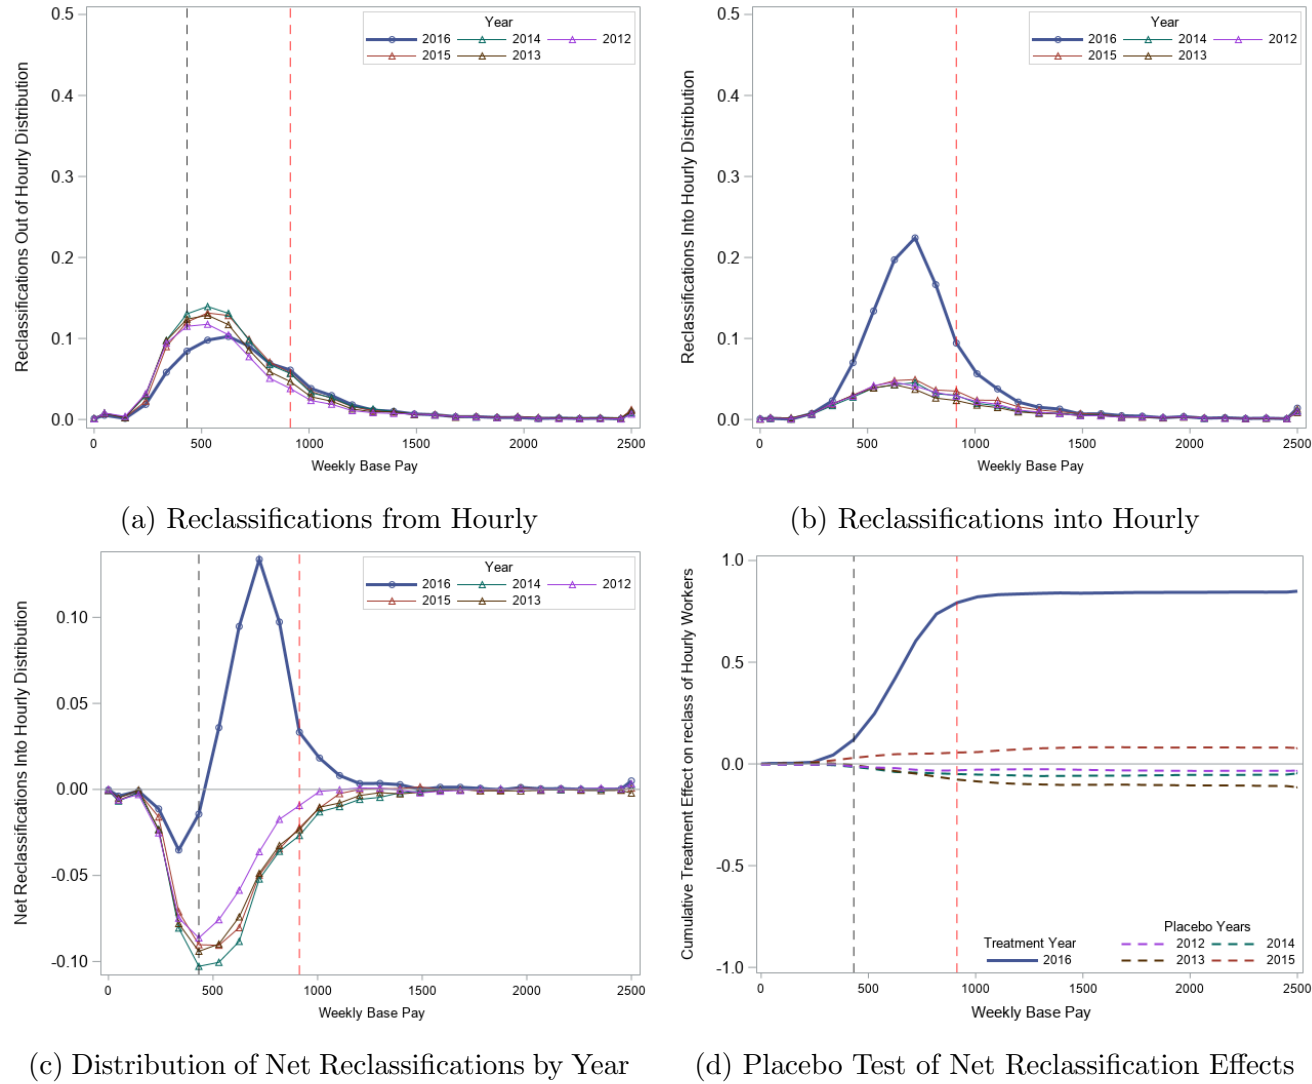 Reclassifications Out of Hourly Distribution
0.5
0.4
0.3
0.2
0.1
0.0
Year
2016 2014 2012
2015 2013
0 500 1000 1500 2000 2500
Weekly Base Pay
(a) Reclassifications from Hourly
Reclassifications Into Hourly Distribution
0.5
0.4
0.3
0.2
0.1
0.0
Year
2016 2014 2012
2015 2013
0 500 1000 1500 2000 2500
Weekly Base Pay
(b) Reclassifications into Hourly
Net Reclassifications Into Hourly Distribution
0.10
0.05
0.00
-0.05
-0.10
Year
2016 2014 2012
2015 2013
0 500 1000 1500 2000 2500
Weekly Base Pay
(c) Distribution of Net Reclassifications by Year
Cumulative Treatment Effect on reclass of Hourly Workers
1.0
0.5
0.0
-0.5
-1.0
Treatment Year
2016
Placebo Years
2012 2014
2013 2015
0 500 1000 1500 2000 2500
Weekly Base Pay
(d) Placebo Test of Net Reclassification Effects